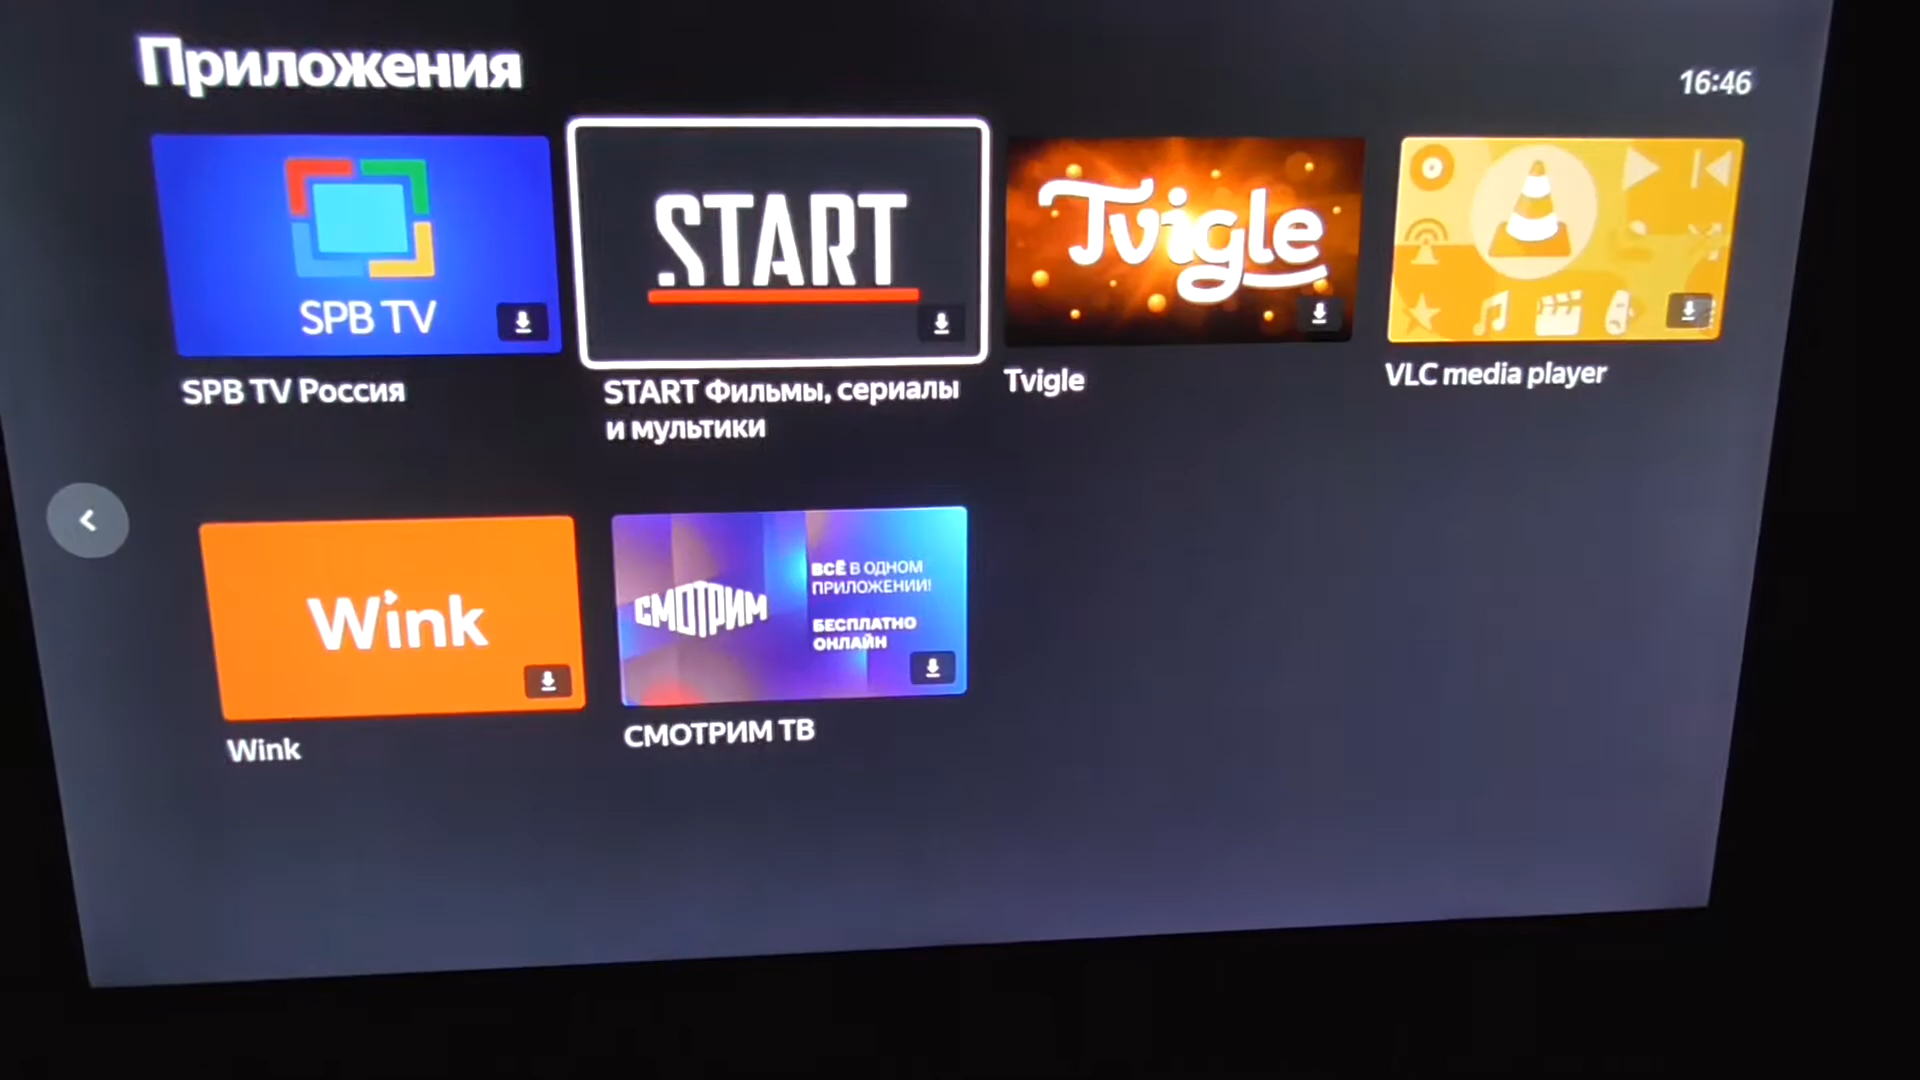 Приложения
16:46
SPB TV
.START
Tvigle
SPB TV Россия
START Фильмы, сериалы
и мультики
Tvigle
VLC media player
Wink
СМОТРИМ
ВСЁ В ОДНОМ
ПРИЛОЖЕНИИ!
БЕСПЛАТНО
ОНЛАЙН
Wink
СМОТРИМ ТВ